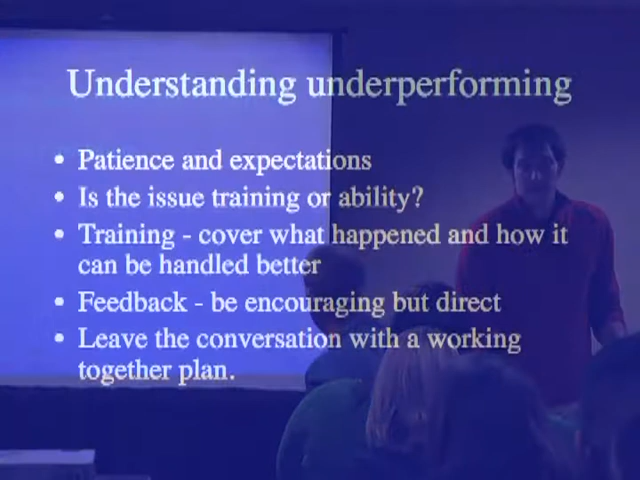 Understanding underperforming
• Patience and expectations
• Is the issue training or ability?
• Training - cover what happened and how it
can be handled better
• Feedback - be encouraging but direct
• Leave the conversation with a working
together plan.